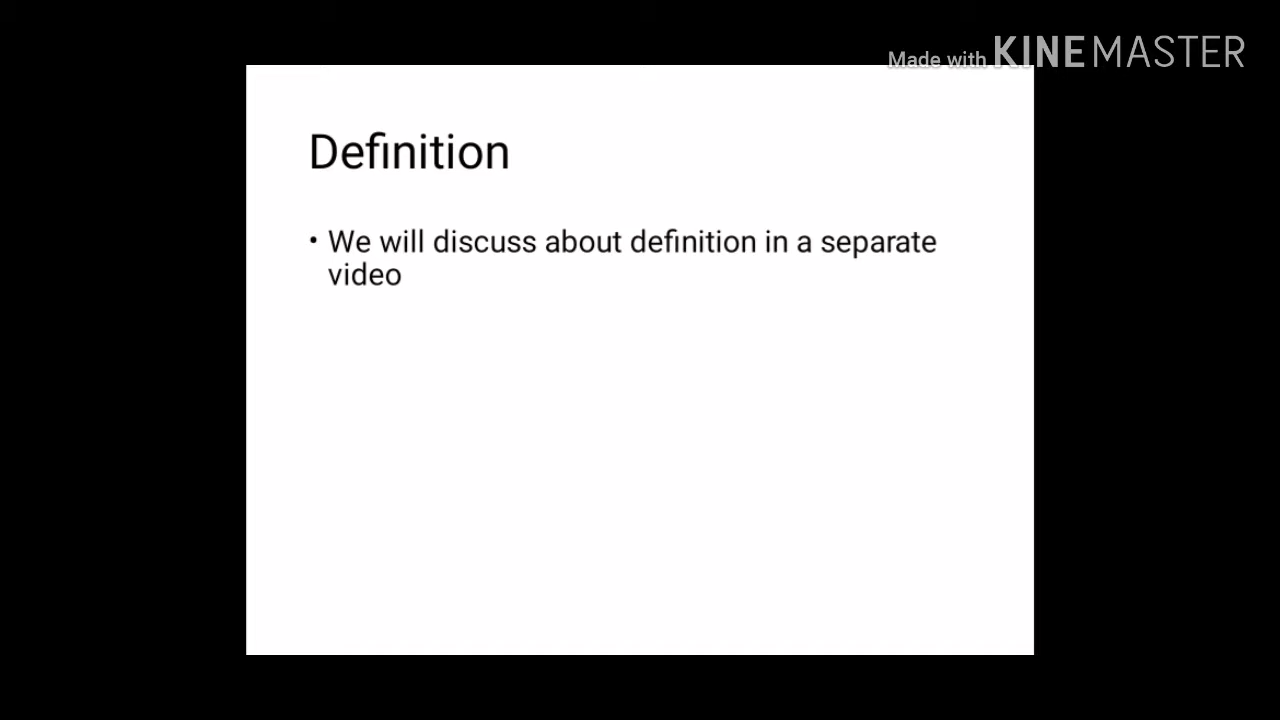 Made with KINEMASTER
Definition
• We will discuss about definition in a separate
video